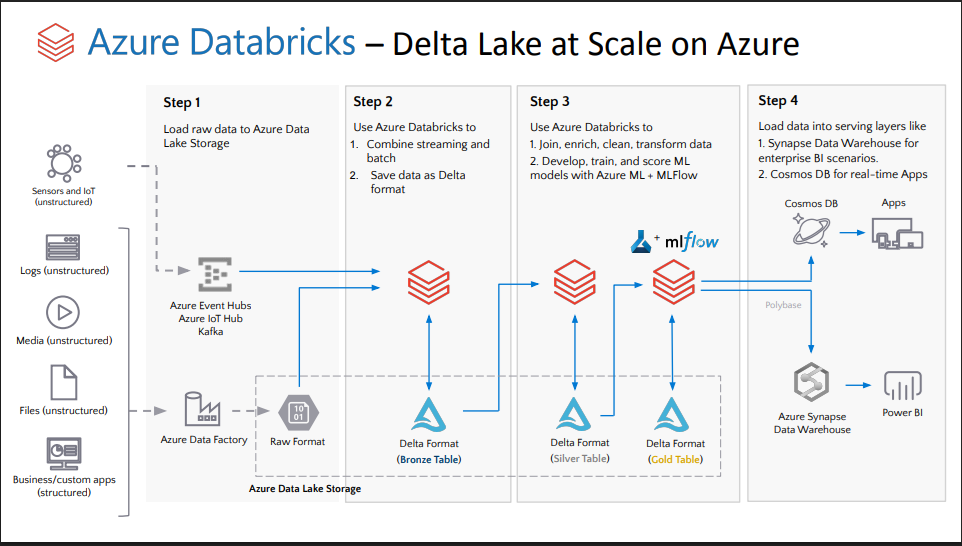 Azure Databricks – Delta Lake at Scale on Azure
Step 1
Load raw data to Azure Data
Lake Storage
Step 2
Use Azure Databricks to
1. Combine streaming and
batch
2. Save data as Delta
format
Step 3
Use Azure Databricks to
1. Join, enrich, clean, transform data
2. Develop, train, and score ML
models with Azure ML + MLFlow
Step 4
Load data into serving layers like
1. Synapse Data Warehouse for
enterprise BI scenarios.
2. Cosmos DB for real-time Apps
Sensors and IoT
(unstructured)
Logs (unstructured)
Media (unstructured)
Files (unstructured)
Business/custom apps
(structured)
Azure Event Hubs
Azure IoT Hub
Kafka
Azure Data Factory
10
01
Raw Format
Azure Data Lake Storage
Delta Format
(Bronze Table)
Delta Format
(Silver Table)
+ mlflow
Delta Format
(Gold Table)
Cosmos DB
Apps
Polybase
Azure Synapse
Data Warehouse
Power BI